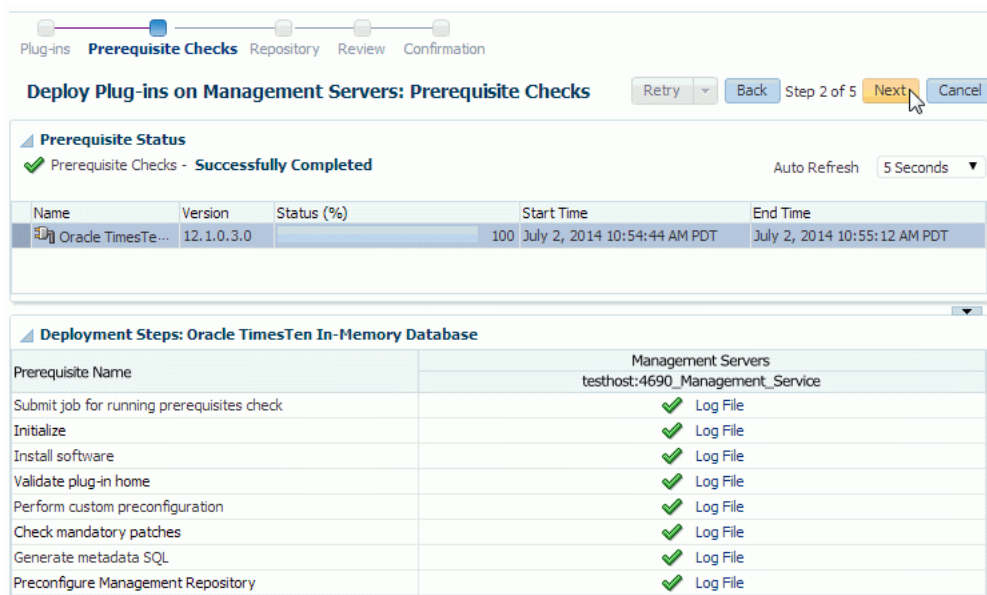 Plug-ins Prerequisite Checks Repository Review Confirmation
Deploy Plug-ins on Management Servers: Prerequisite Checks Retry Back Step 2 of 5 Next Cancel
Prerequisite Status
Prerequisite Checks - Successfully Completed
Auto Refresh 5 Seconds
Name Version Status (%) Start Time End Time
Oracle TimesTe... 12.1.0.3.0 100 July 2, 2014 10:54:44 AM PDT July 2, 2014 10:55:12 AM PDT
Deployment Steps: Oracle TimesTen In-Memory Database
Prerequisite Name
Management Servers
testhost:4690_Management_Service
Submit job for running prerequisites check Log File
Initialize Log File
Install software Log File
Validate plug-in home Log File
Perform custom preconfiguration Log File
Check mandatory patches Log File
Generate metadata SQL Log File
Preconfigure Management Repository Log File